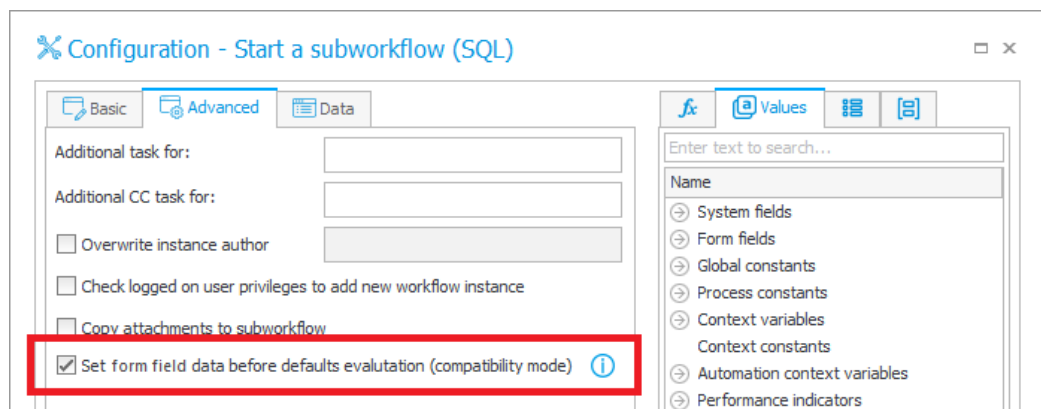 Configuration - Start a subworkflow (SQL)
Basic
Advanced
Data
Additional task for:
Additional CC task for:
Overwrite instance author
Check logged on user privileges to add new workflow instance
Copy attachments to subworkflow
Set form field data before defaults evalutation (compatibility mode)
fx
Values
Enter text to search...
Name
System fields
Form fields
Global constants
Process constants
Context variables
Context constants
Automation context variables
Performance indicators